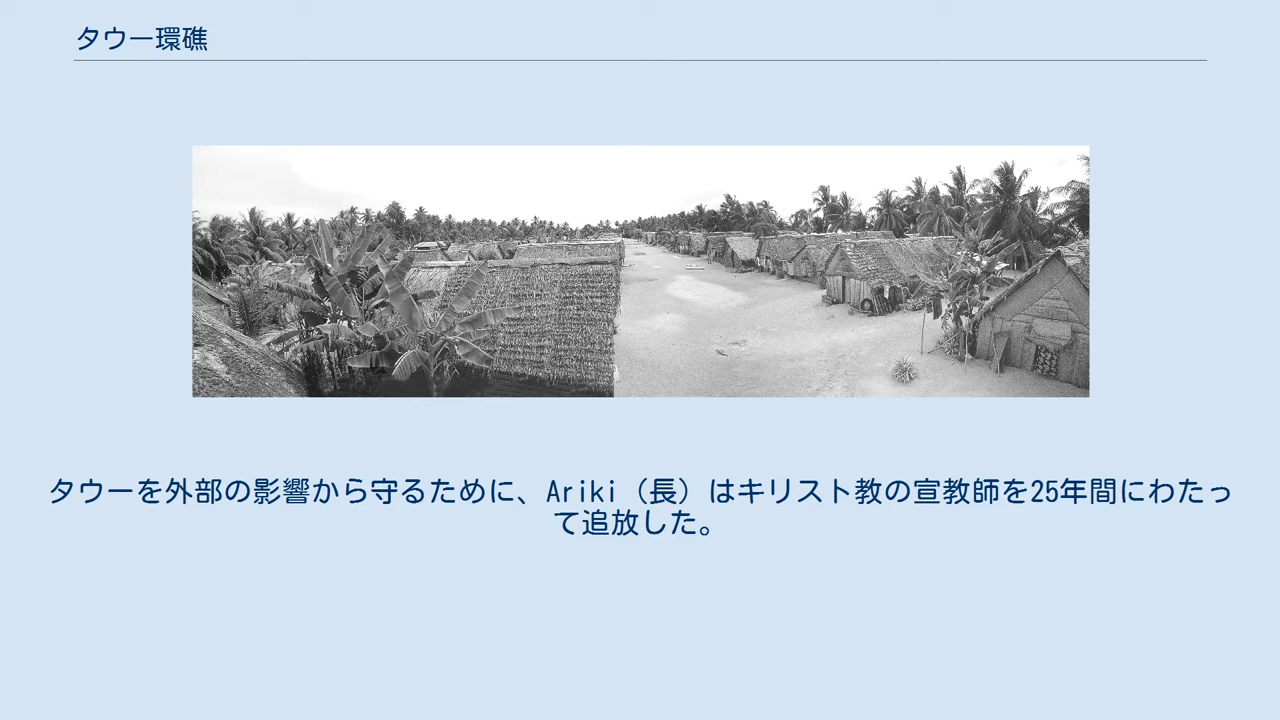 タウー環礁
タウーを外部の影響から守るために、Ariki（長）はキリスト教の宣教師を25年間にわたっ
て追放した。